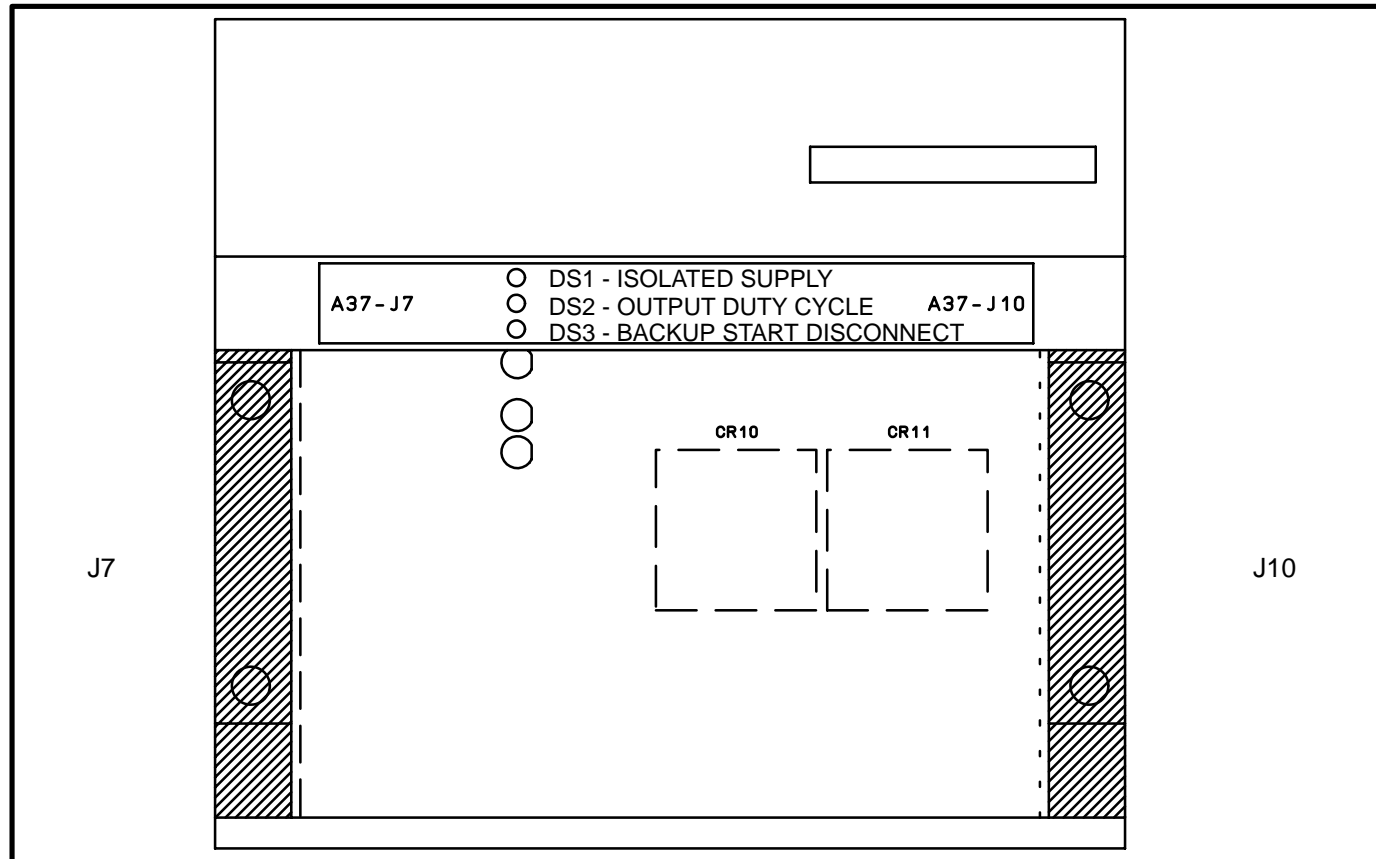 DS1 - ISOLATED SUPPLY
A37-J7 DS2 - OUTPUT DUTY CYCLE A37-J10
DS3 - BACKUP START DISCONNECT
CR10 CR11
J7 J10